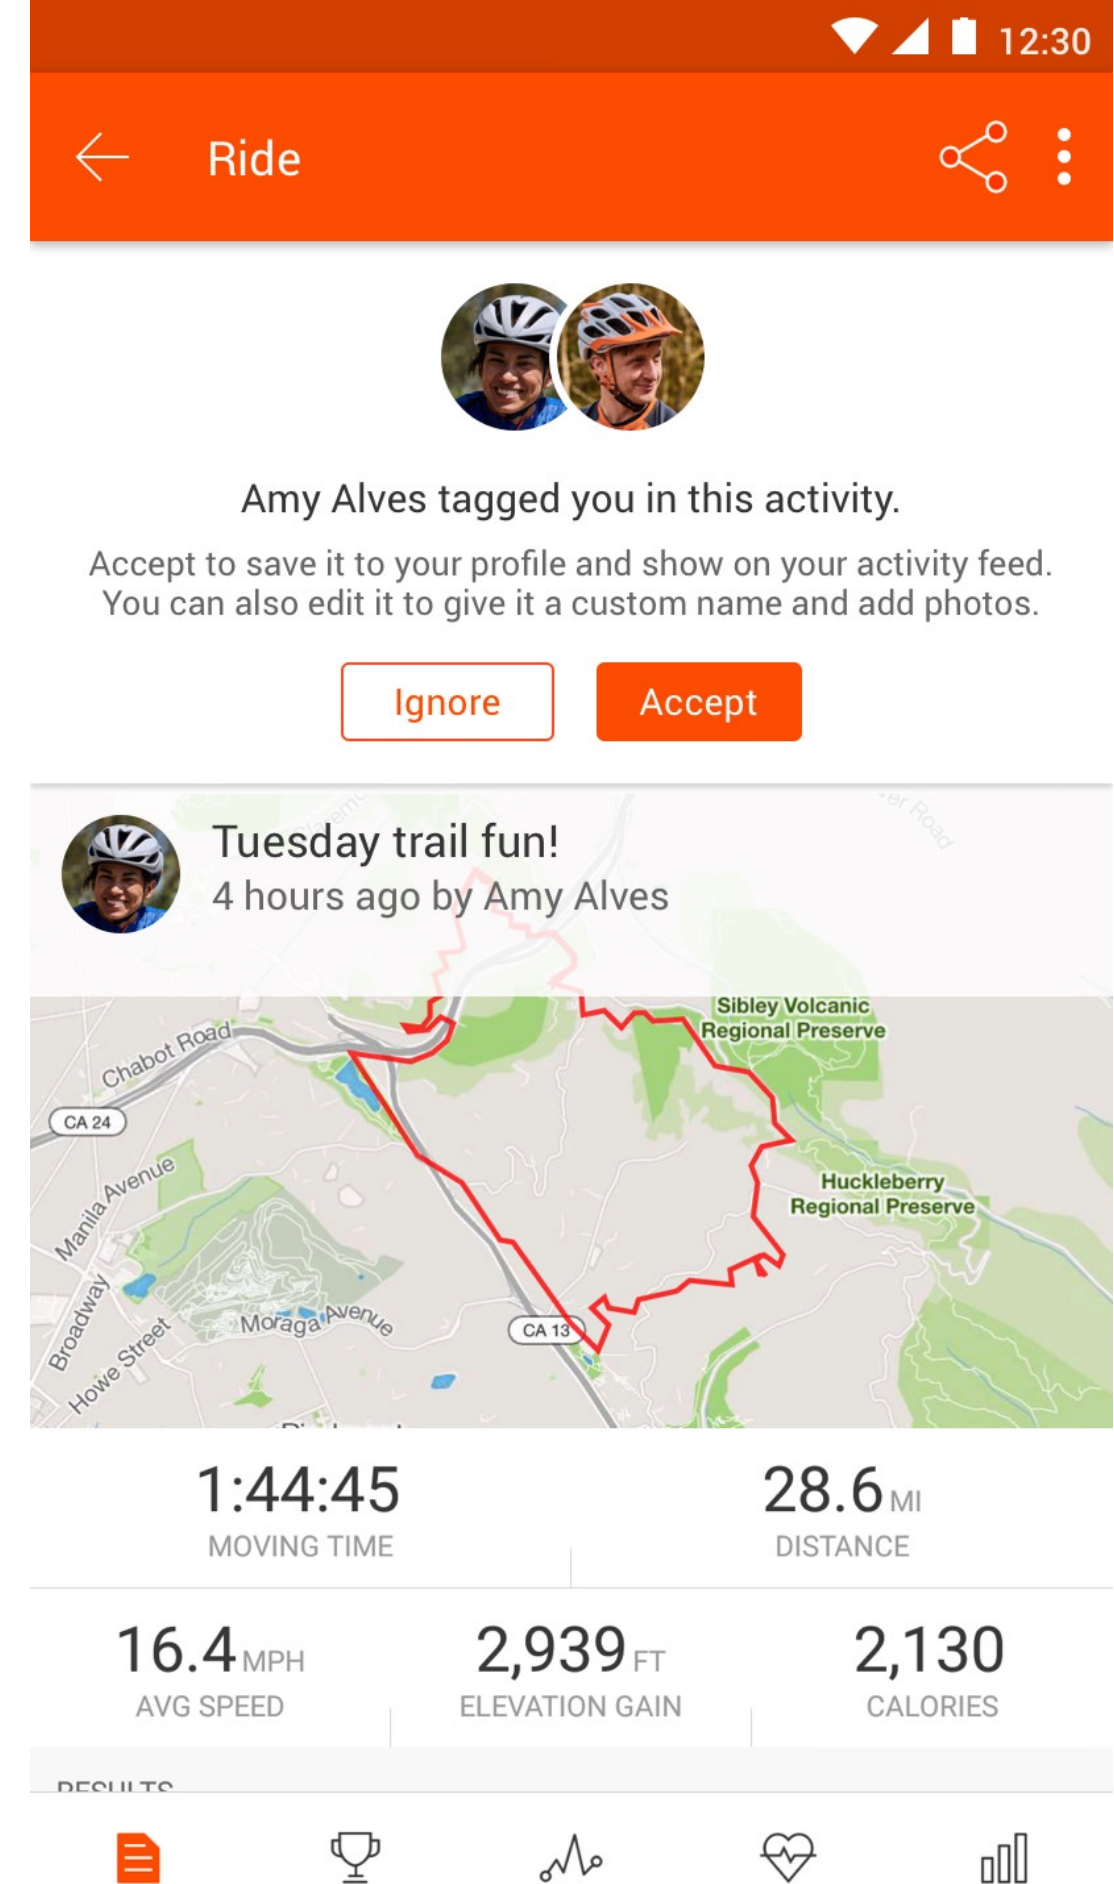 12:30
Ride
Amy Alves tagged you in this activity.
Accept to save it to your profile and show on your activity feed.
You can also edit it to give it a custom name and add photos.
Ignore
Accept
Tuesday trail fun!
4 hours ago by Amy Alves
Sibley Volcanic
Regional Preserve
Chabot Road
CA 24
Manila Avenue
Huckleberry
Regional Preserve
Broadway
Howe Street
Moraga Avenue
CA 13
1:44:45
MOVING TIME
28.6 MI
DISTANCE
16.4 MPH
AVG SPEED
2,939 FT
ELEVATION GAIN
2,130
CALORIES
RESULTS